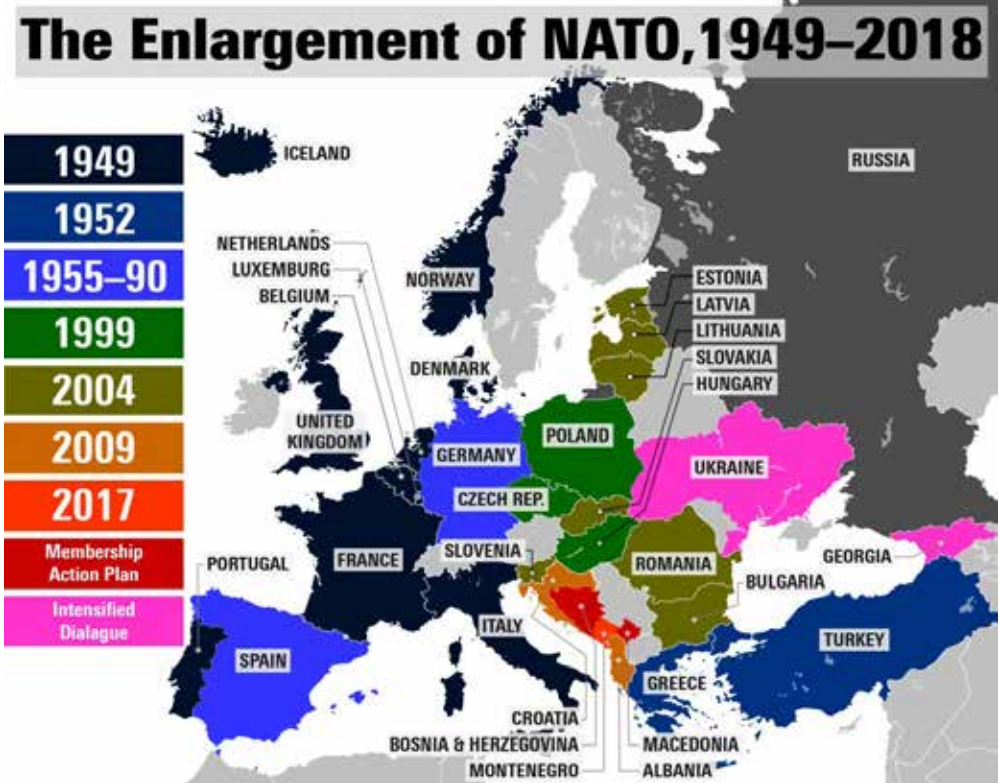 The Enlargement of NATO,1949–2018
1949
1952
1955–90
1999
2004
2009
2017
Membership
Action Plan
Intensified
Dialague
ICELAND
RUSSIA
NETHERLANDS
LUXEMBURG
BELGIUM
NORWAY
ESTONIA
LATVIA
LITHUANIA
SLOVAKIA
HUNGARY
DENMARK
UNITED
KINGDOM
GERMANY
POLAND
UKRAINE
CZECH REP.
PORTUGAL
FRANCE
SLOVENIA
ROMANIA
GEORGIA
BULGARIA
ITALY
SPAIN
GREECE
TURKEY
CROATIA
BOSNIA & HERZEGOVINA
MONTENEGRO
MACEDONIA
ALBANIA